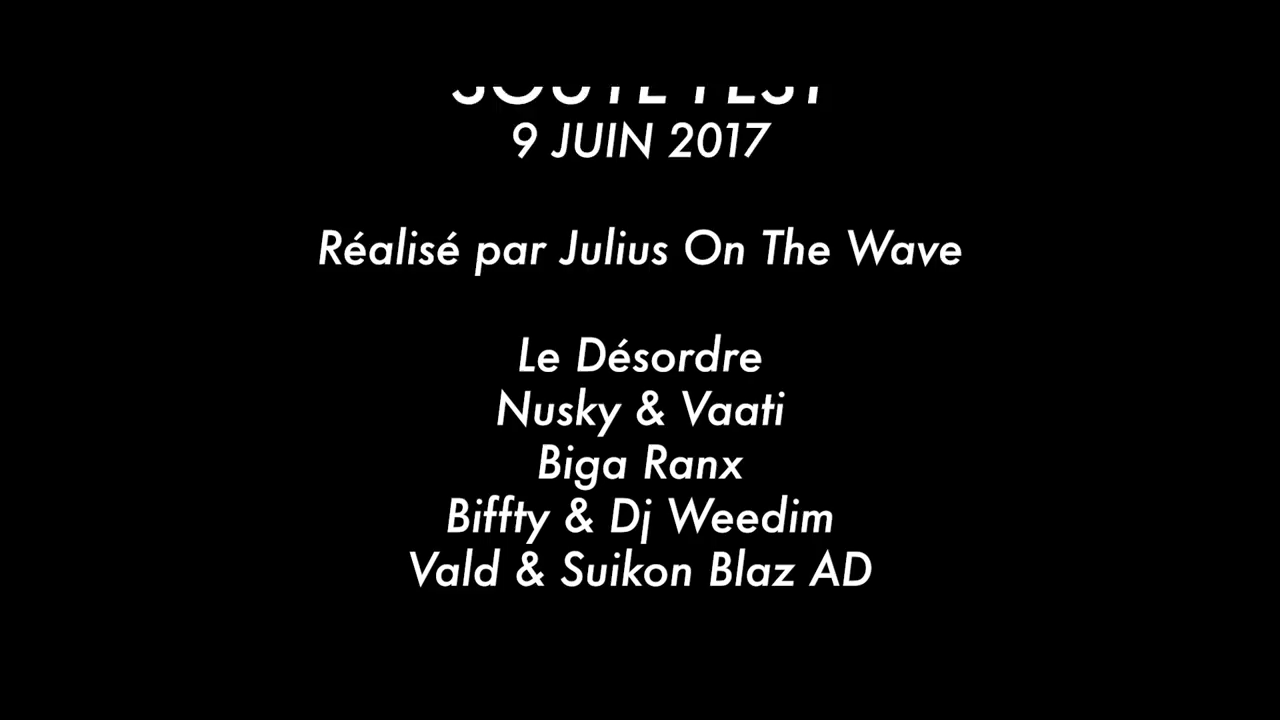 9 JUIN 2017
Réalisé par Julius On The Wave
Le Désordre
Nusky & Vaati
Biga Ranx
Biffty & Dj Weedim
Vald & Suikon Blaz AD